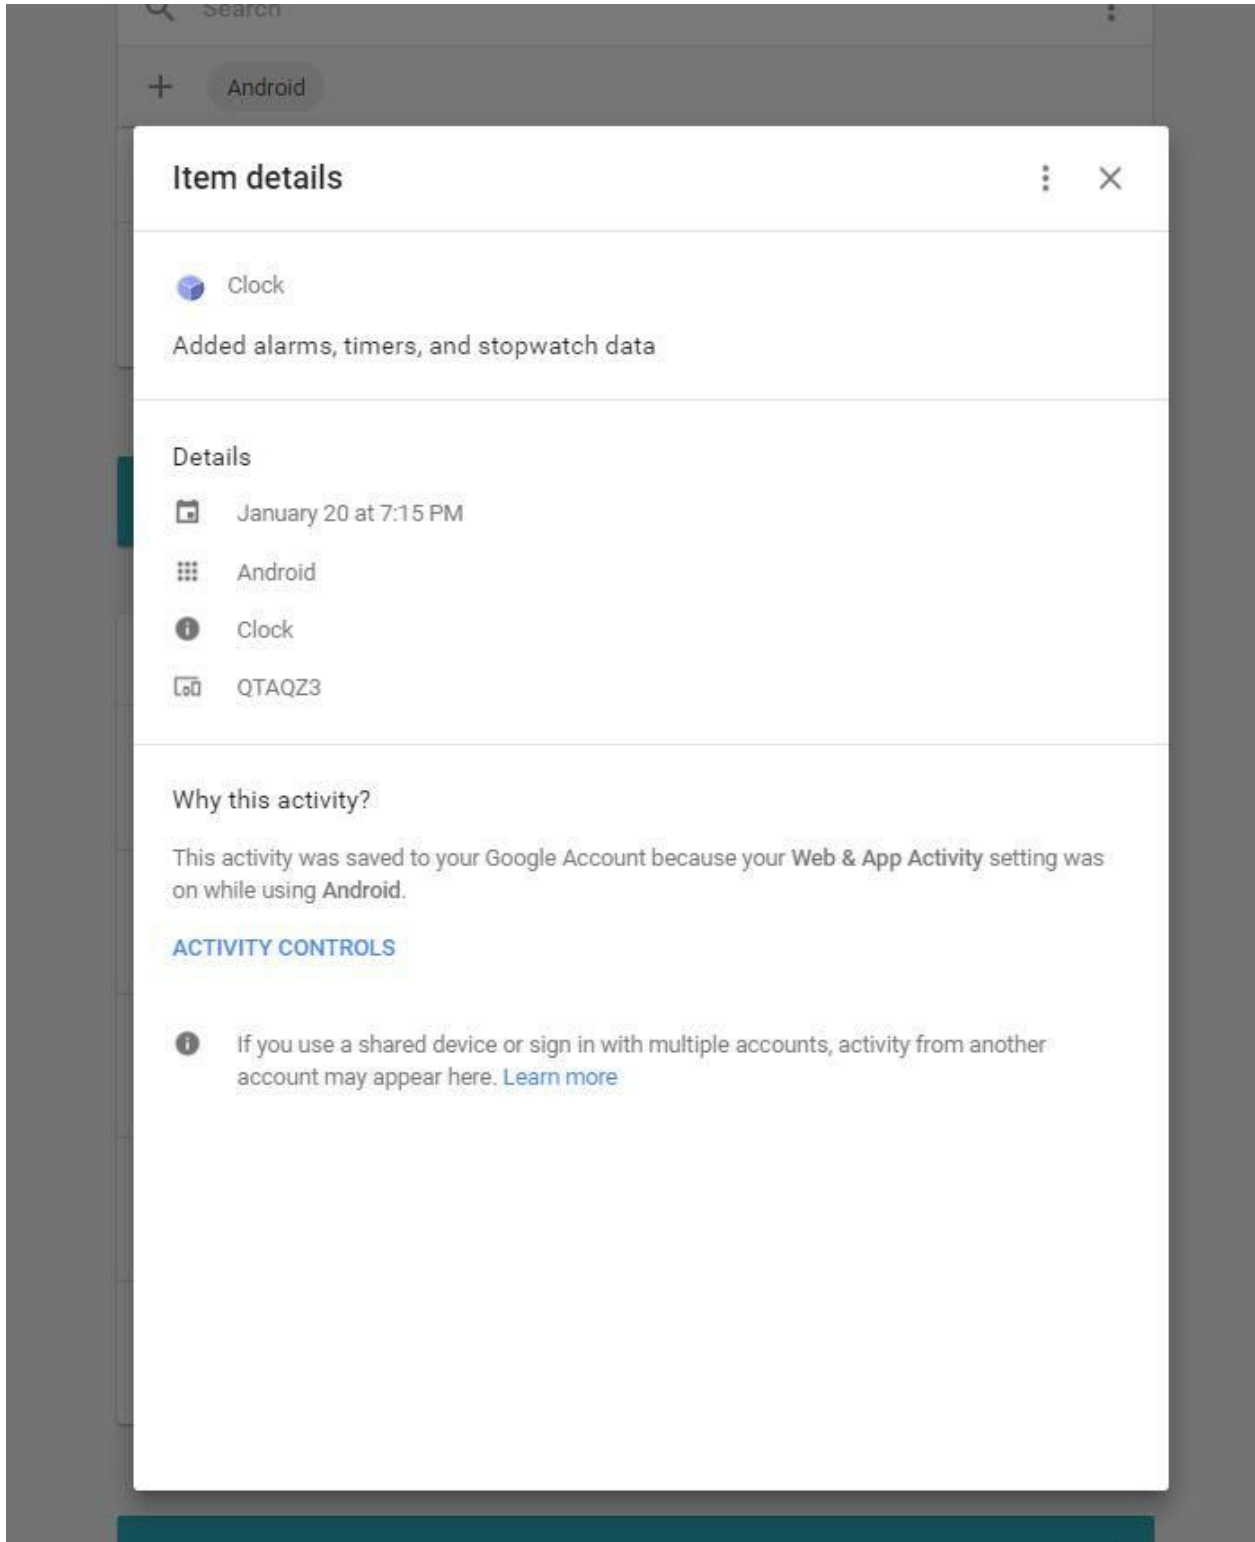 Search
Android
Item details
Clock
Added alarms, timers, and stopwatch data
Details
January 20 at 7:15 PM
Android
Clock
QTAQZ3
Why this activity?
This activity was saved to your Google Account because your Web & App Activity setting was
on while using Android.
ACTIVITY CONTROLS
If you use a shared device or sign in with multiple accounts, activity from another
account may appear here. Learn more